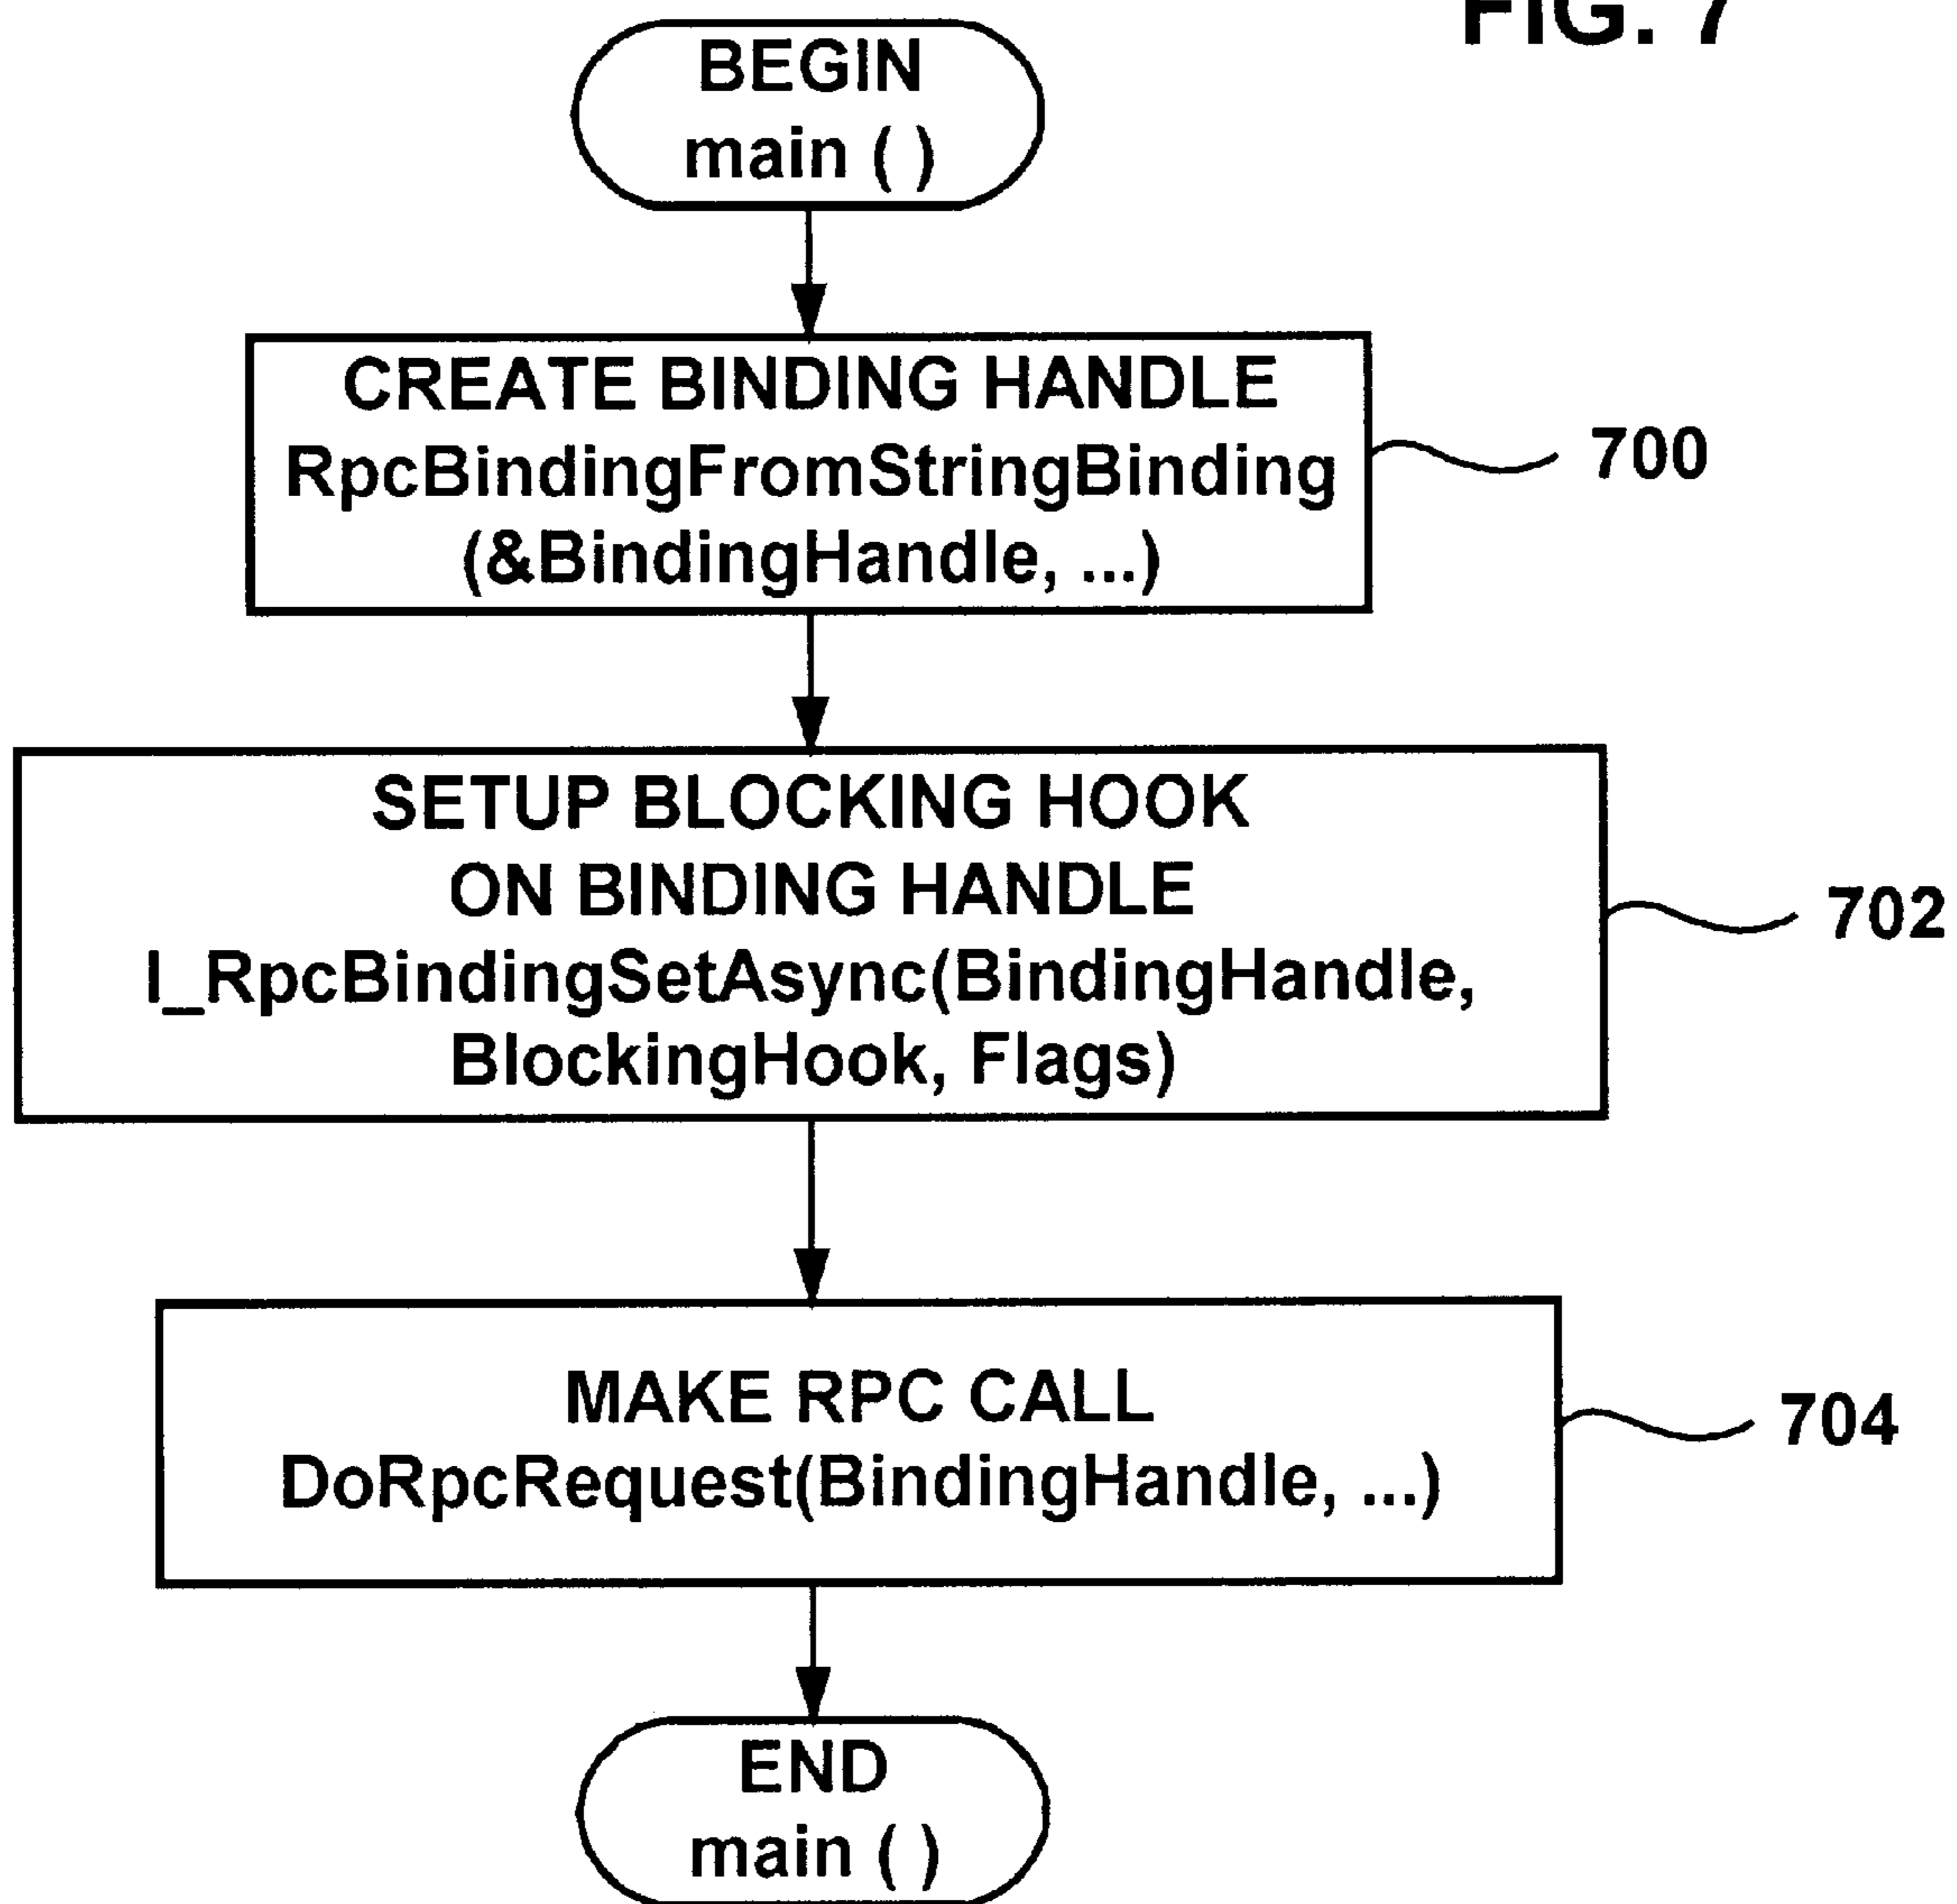 FIG. 7
BEGIN
main ( )
CREATE BINDING HANDLE
RpcBindingFromStringBinding
(&BindingHandle, ...)
700
SETUP BLOCKING HOOK
ON BINDING HANDLE
I_RpcBindingSetAsync(BindingHandle,
BlockingHook, Flags)
702
MAKE RPC CALL
DoRpcRequest(BindingHandle, ...)
704
END
main ( )